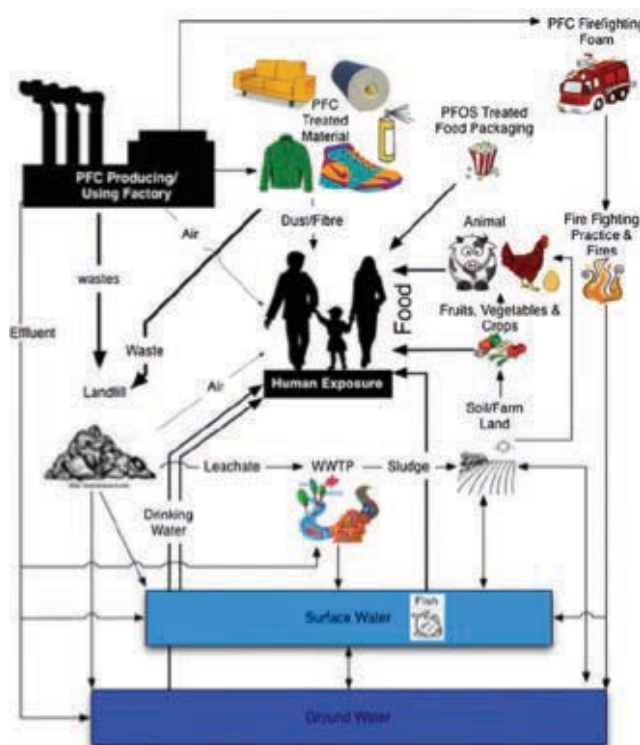 PFC Firefighting
Foam
PFC
Treated
Material
PFOS Treated
Food Packaging
PFC Producing/
Using Factory
Dust/Fibre
Animal
Fire Fighting
Practice &
Fires
Air
wastes
Food
Fruits, Vegetables &
Crops
Effluent
Waste
Landfill
Air
Human Exposure
Soil/Farm
Land
Leachate
WWTP
Sludge
Drinking
Water
Fish
Surface Water
Ground Water